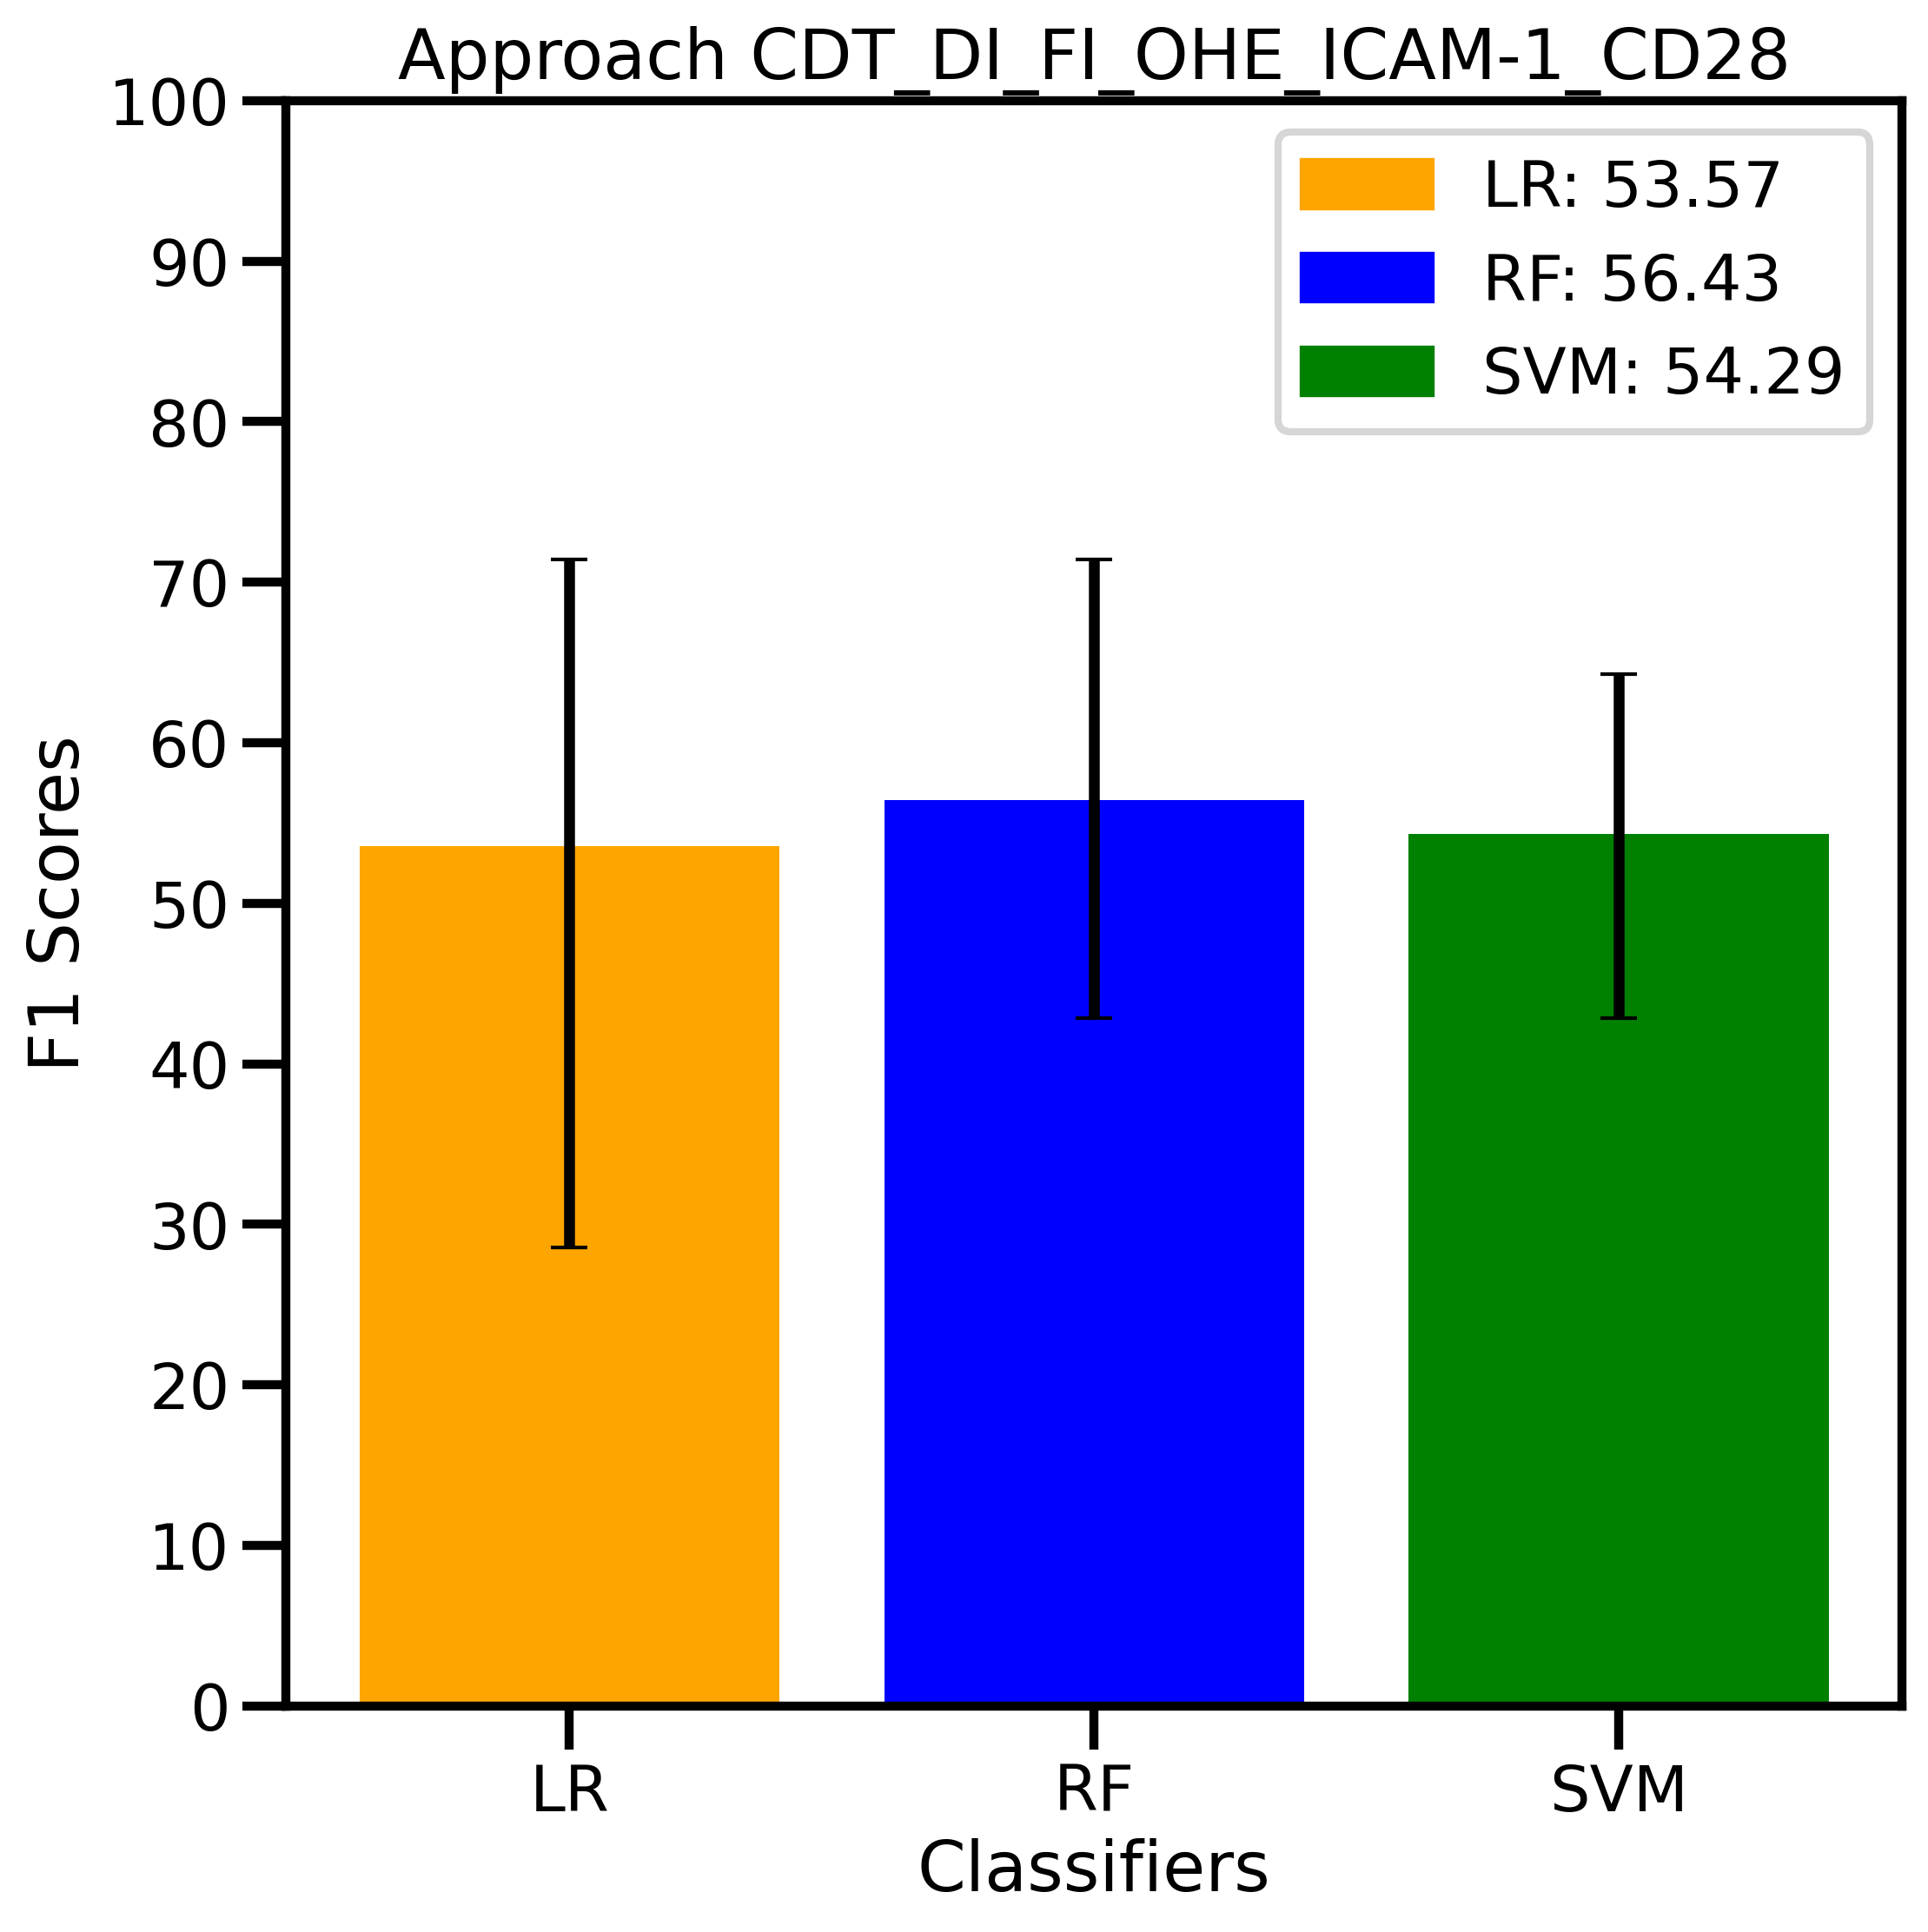 Approach CDT_DI_FI_OHE_ICAM-1_CD28
100
90
80
70
60
50
40
30
20
10
0
F1 Scores
LR: 53.57
RF: 56.43
SVM: 54.29
LR
RF
SVM
Classifiers